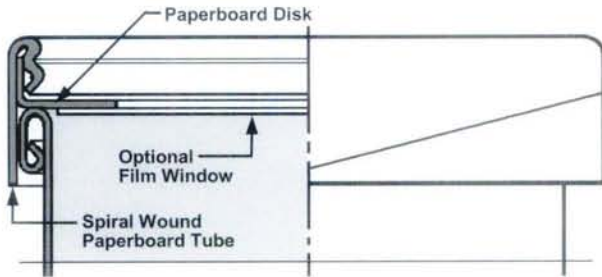 Paperboard Disk
Optional
Film Window
Spiral Wound
Paperboard Tube